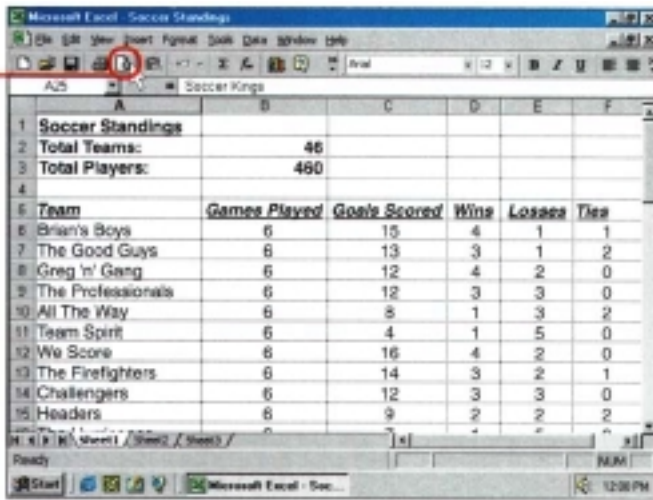 Microsoft Excel - Soccer Standings
File Edit View Insert Format Tools Data Window Help
Arial 12 B I U
A25 = Soccer Kings
A B C D E F
1 Soccer Standings
2 Total Teams: 46
3 Total Players: 460
4
5 Team Games Played Goals Scored Wins Losses Ties
6 Brian's Boys 6 15 4 1 1
7 The Good Guys 6 13 3 1 2
8 Greg 'n' Gang 6 12 4 2 0
9 The Professionals 6 12 3 3 0
10 All The Way 6 8 1 3 2
11 Team Spirit 6 4 1 5 0
12 We Score 6 16 4 2 0
13 The Firefighters 6 14 3 2 1
14 Challengers 6 12 3 3 0
15 Headers 6 9 2 2 2
Sheet1 / Sheet2 / Sheet3 /
Ready NUM
Start Microsoft Excel - Soc... 12:00 PM